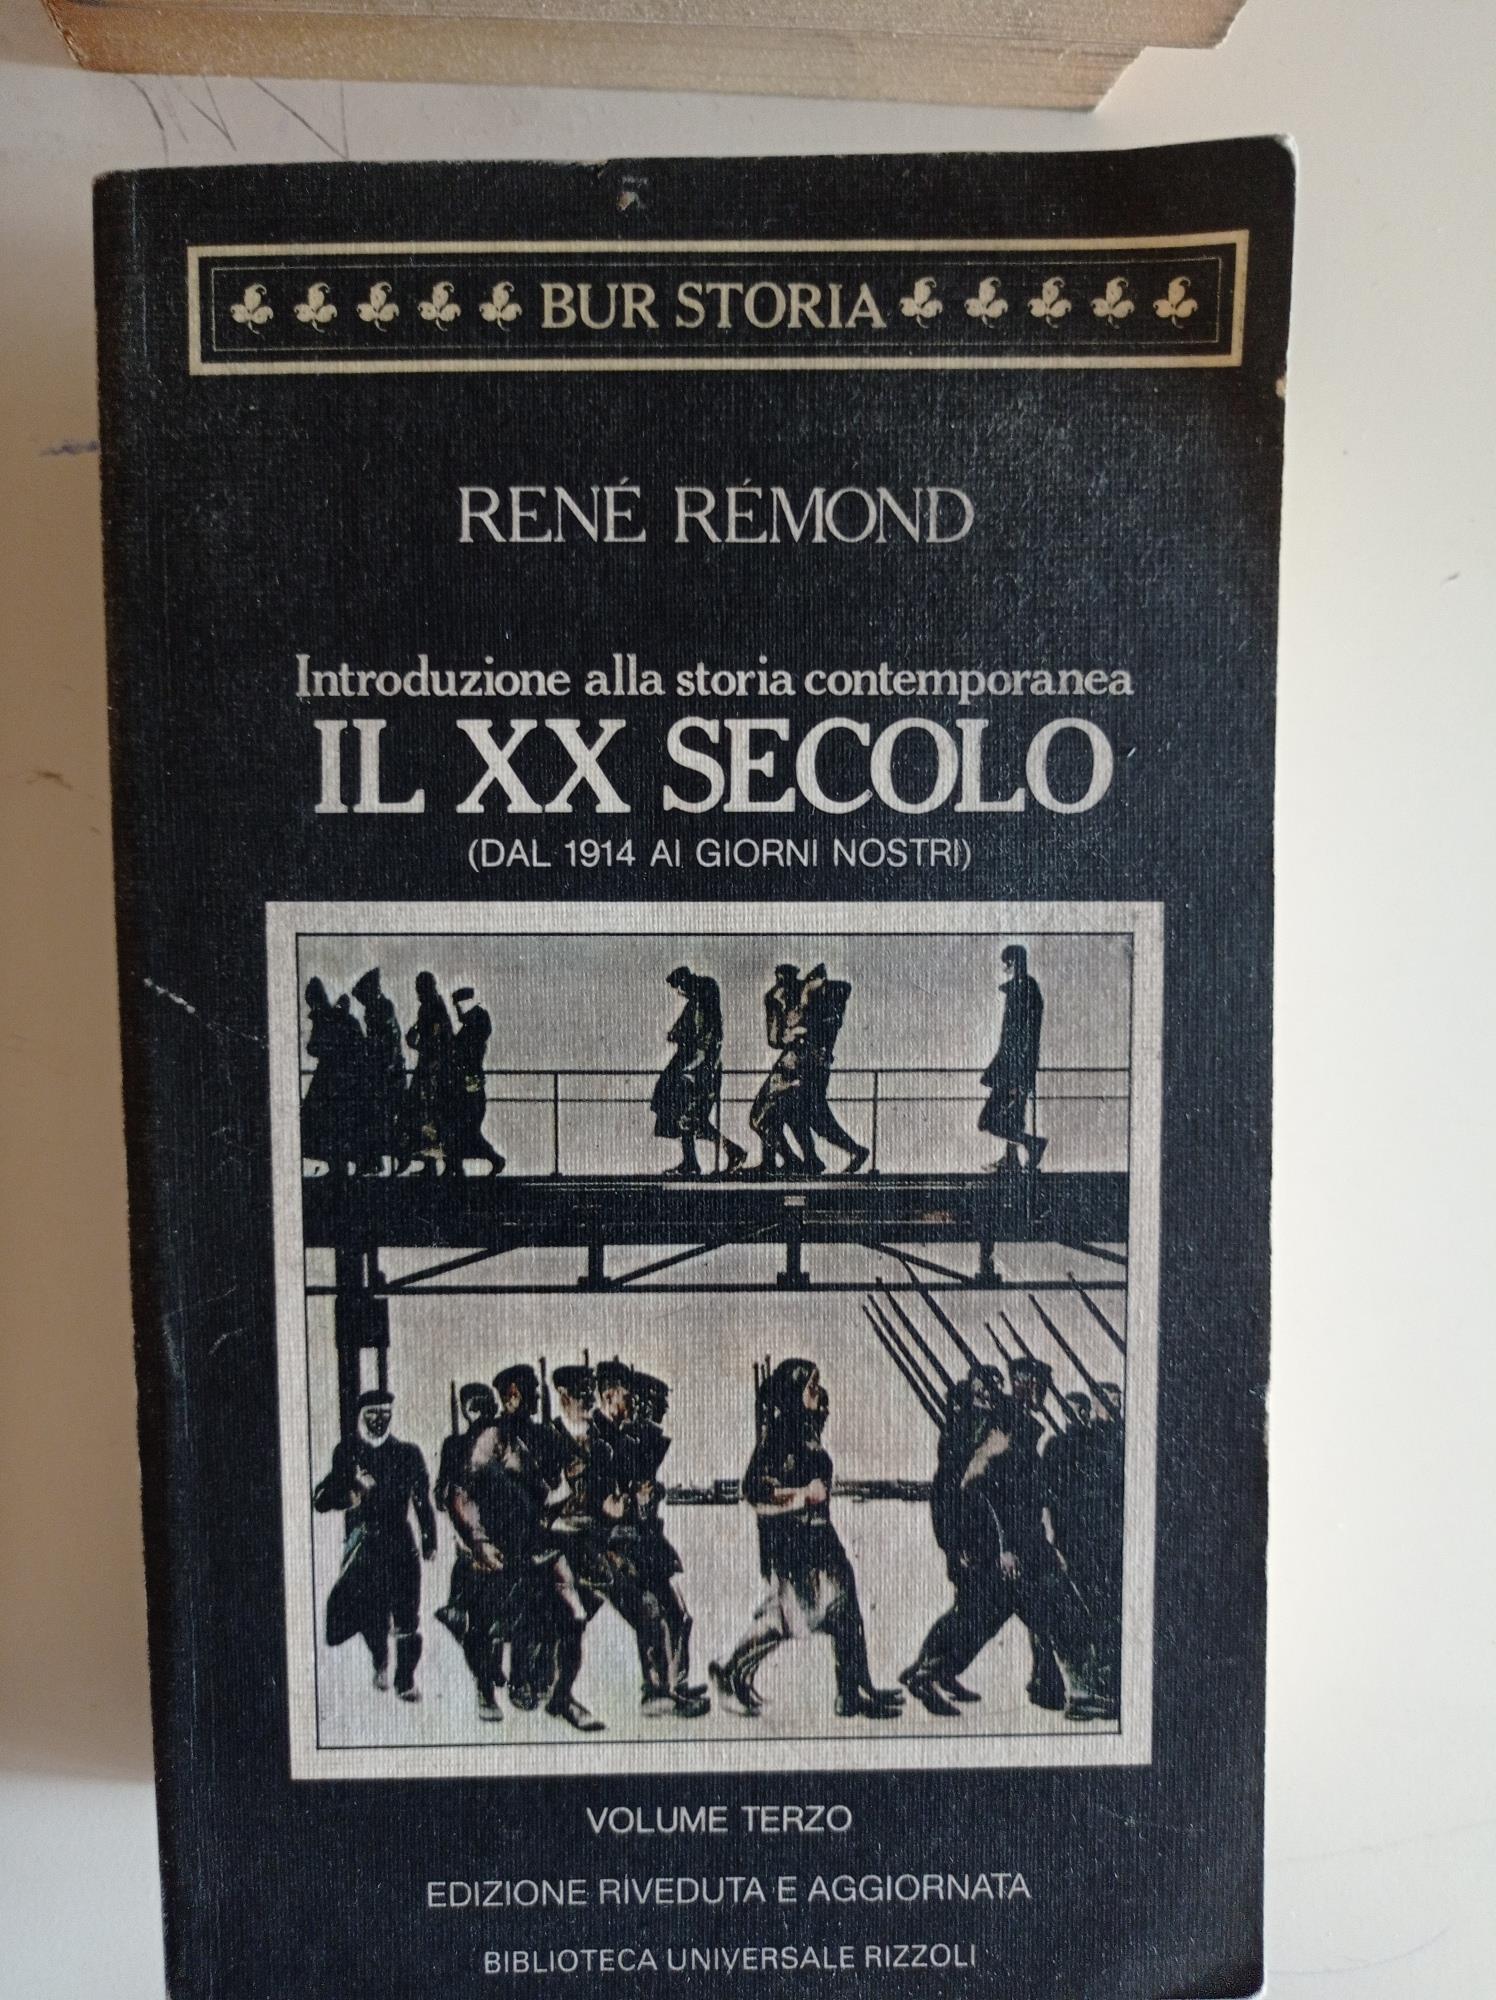 BUR STORIA
RENÉ RÉMOND
Introduzione alla storia contemporanea
IL XX SECOLO
(DAL 1914 AI GIORNI NOSTRI)
VOLUME TERZO
EDIZIONE RIVEDUTA E AGGIORNATA
BIBLIOTECA UNIVERSALE RIZZOLI